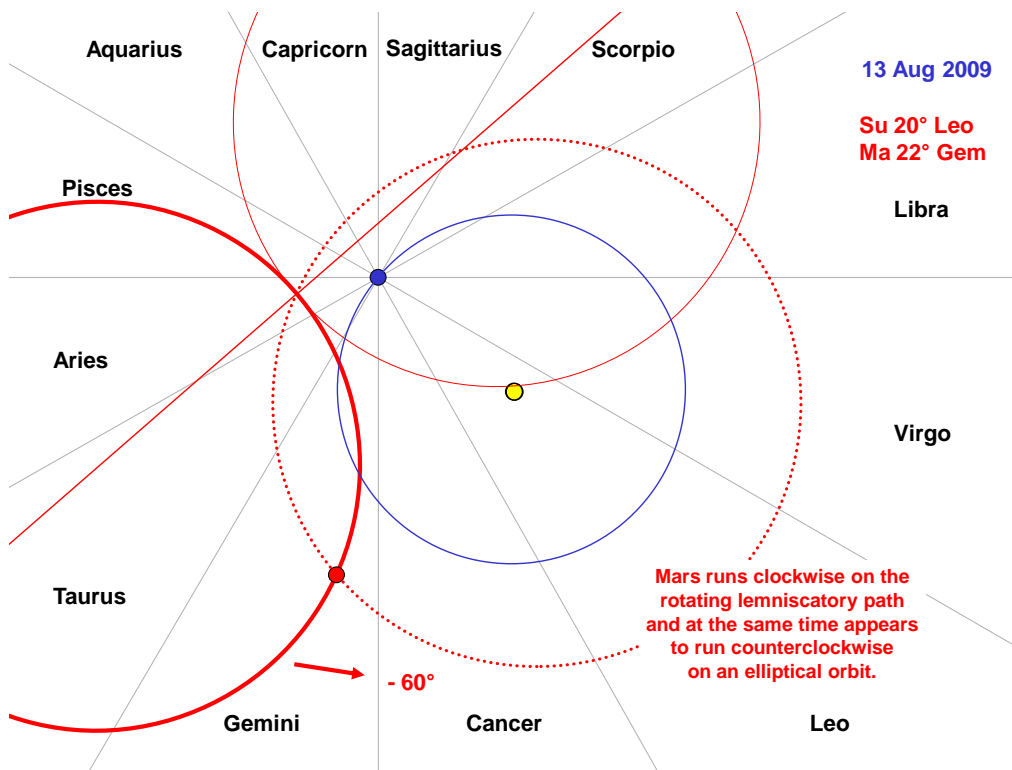 Aquarius
Capricorn
Sagittarius
Scorpio
13 Aug 2009
Su 20° Leo
Ma 22° Gem
Pisces
Libra
Aries
Virgo
Taurus
Mars runs clockwise on the
rotating lemniscatory path
and at the same time appears
to run counterclockwise
on an elliptical orbit.
- 60°
Gemini
Cancer
Leo